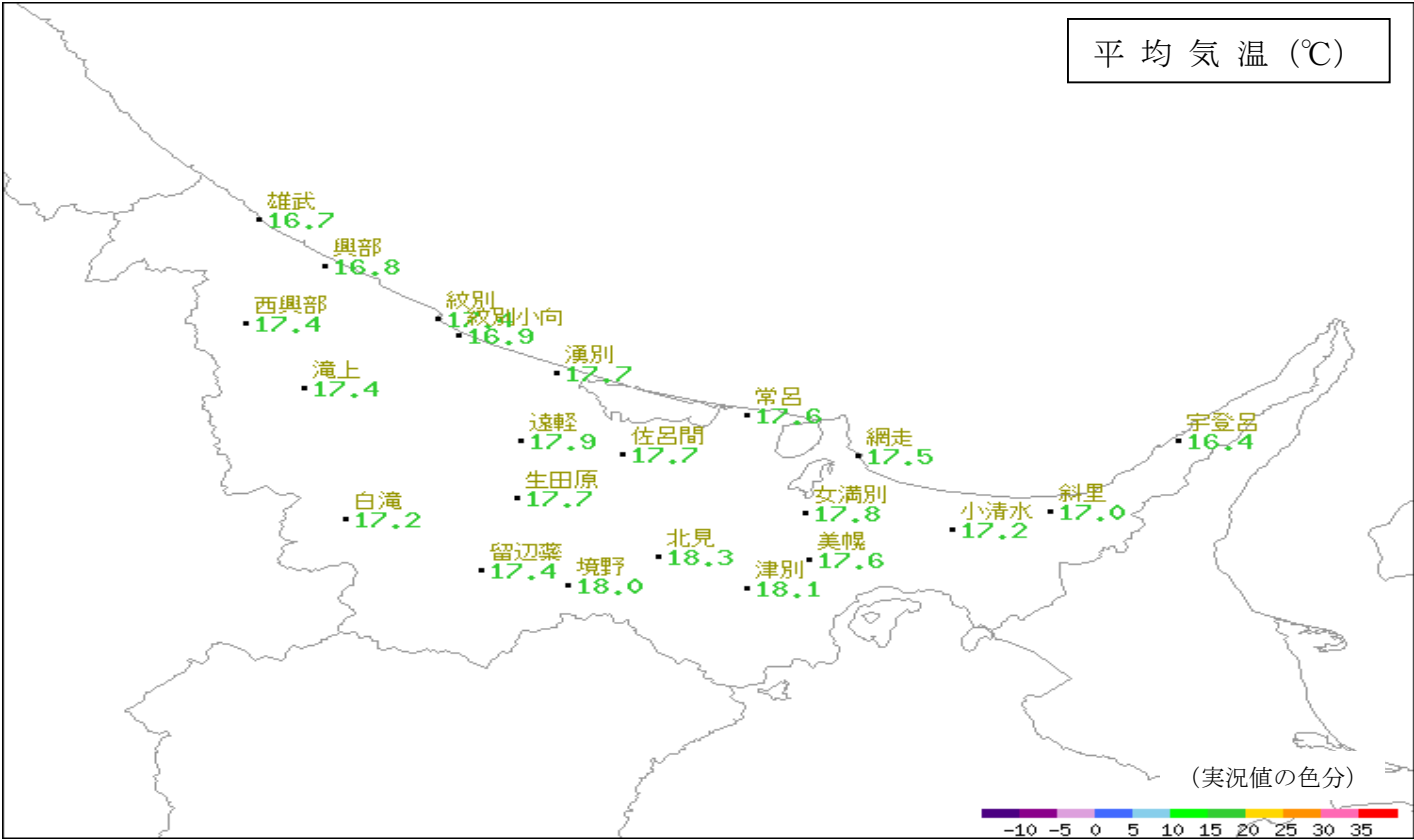 平均気温（℃）
雄武
16.7
興部
16.8
西興部
17.4
紋別
17.4
紋別小向
16.9
湧別
17.7
滝上
17.4
常呂
17.6
遠軽
17.9
佐呂間
17.7
網走
17.5
宇登呂
16.4
生田原
17.7
白滝
17.2
女満別
17.8
小清水
17.2
斜里
17.0
北見
18.3
美幌
17.6
留辺蘂
17.4
境野
18.0
津別
18.1
（実況値の色分）
-10 -5 0 5 10 15 20 25 30 35